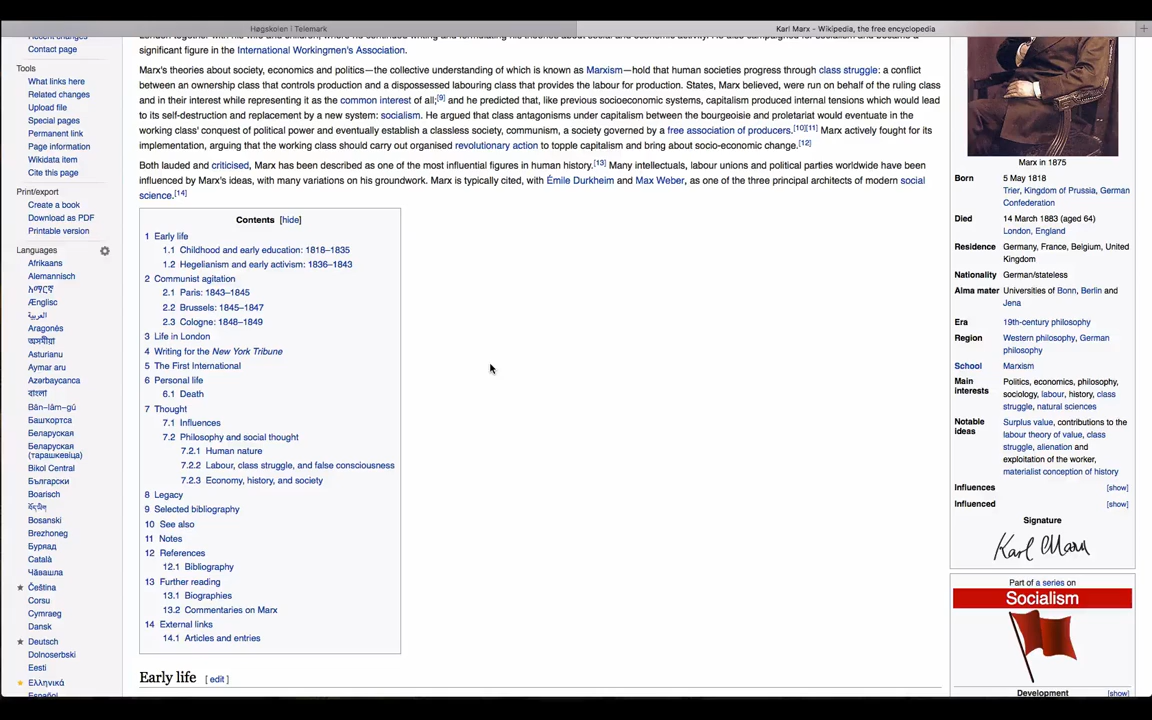 Høgskolen i Telemark
Karl Marx - Wikipedia, the free encyclopedia
Contact page
Tools
What links here
Related changes
Upload file
Special pages
Permanent link
Page information
Wikidata item
Cite this page
Print/export
Create a book
Download as PDF
Printable version
Languages
Afrikaans
Alemannisch
አማርኛ
Ænglisc
العربية
Aragonés
অসমীয়া
Asturianu
Aymar aru
Azərbaycanca
বাংলা
Bân-lâm-gú
Башҡортса
Беларуская
Беларуская
(тарашкевіца)
Bikol Central
Български
Boarisch
བོད་ཡིག
Bosanski
Brezhoneg
Буряад
Català
Чӑвашла
Čeština
Corsu
Cymraeg
Dansk
Deutsch
Dolnoserbski
Eesti
Ελληνικά
Español
significant figure in the International Workingmen's Association.
Marx's theories about society, economics and politics—the collective understanding of which is known as Marxism—hold that human societies progress through class struggle: a conflict
between an ownership class that controls production and a dispossessed labouring class that provides the labour for production. States, Marx believed, were run on behalf of the ruling class
and in their interest while representing it as the common interest of all;[9] and he predicted that, like previous socioeconomic systems, capitalism produced internal tensions which would lead
to its self-destruction and replacement by a new system: socialism. He argued that class antagonisms under capitalism between the bourgeoisie and proletariat would eventuate in the
working class' conquest of political power and eventually establish a classless society, communism, a society governed by a free association of producers.[10][11] Marx actively fought for its
implementation, arguing that the working class should carry out organised revolutionary action to topple capitalism and bring about socio-economic change.[12]
Both lauded and criticised, Marx has been described as one of the most influential figures in human history.[13] Many intellectuals, labour unions and political parties worldwide have been
influenced by Marx's ideas, with many variations on his groundwork. Marx is typically cited, with Émile Durkheim and Max Weber, as one of the three principal architects of modern social
science.[14]
Contents [hide]
1 Early life
1.1 Childhood and early education: 1818–1835
1.2 Hegelianism and early activism: 1836–1843
2 Communist agitation
2.1 Paris: 1843–1845
2.2 Brussels: 1845–1847
2.3 Cologne: 1848–1849
3 Life in London
4 Writing for the New York Tribune
5 The First International
6 Personal life
6.1 Death
7 Thought
7.1 Influences
7.2 Philosophy and social thought
7.2.1 Human nature
7.2.2 Labour, class struggle, and false consciousness
7.2.3 Economy, history, and society
8 Legacy
9 Selected bibliography
10 See also
11 Notes
12 References
12.1 Bibliography
13 Further reading
13.1 Biographies
13.2 Commentaries on Marx
14 External links
14.1 Articles and entries
Early life [ edit ]
Marx in 1875
Born 5 May 1818
Trier, Kingdom of Prussia, German
Confederation
Died 14 March 1883 (aged 64)
London, England
Residence Germany, France, Belgium, United
Kingdom
Nationality German/stateless
Alma mater Universities of Bonn, Berlin and
Jena
Era 19th-century philosophy
Region Western philosophy, German
philosophy
School Marxism
Main interests Politics, economics, philosophy,
sociology, labour, history, class
struggle, natural sciences
Notable ideas Surplus value, contributions to the
labour theory of value, class
struggle, alienation and
exploitation of the worker,
materialist conception of history
Influences [show]
Influenced [show]
Signature
Karl Marx
Part of a series on
Socialism
Development [show]